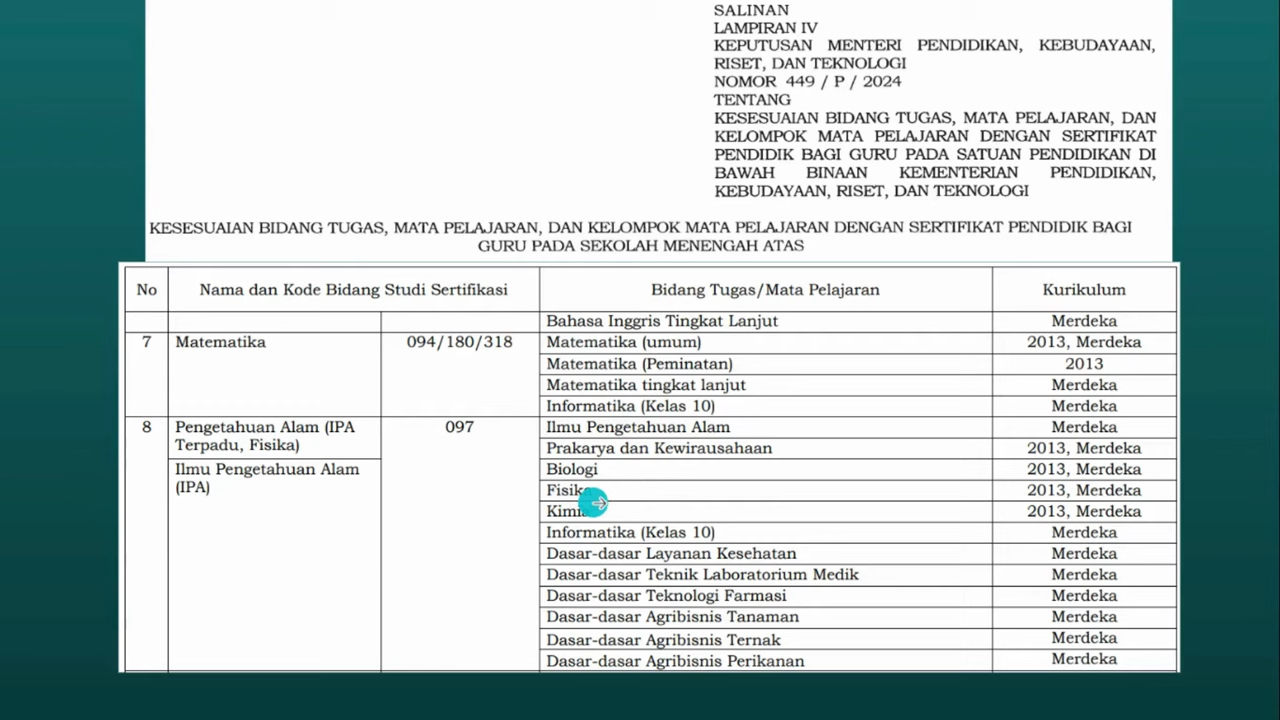 SALINAN
LAMPIRAN IV
KEPUTUSAN MENTERI PENDIDIKAN, KEBUDAYAAN,
RISET, DAN TEKNOLOGI
NOMOR 449 / P / 2024
TENTANG
KESESUAIAN BIDANG TUGAS, MATA PELAJARAN, DAN
KELOMPOK MATA PELAJARAN DENGAN SERTIFIKAT
PENDIDIK BAGI GURU PADA SATUAN PENDIDIKAN DI
BAWAH BINAAN KEMENTERIAN PENDIDIKAN,
KEBUDAYAAN, RISET, DAN TEKNOLOGI
KESESUAIAN BIDANG TUGAS, MATA PELAJARAN, DAN KELOMPOK MATA PELAJARAN DENGAN SERTIFIKAT PENDIDIK BAGI
GURU PADA SEKOLAH MENENGAH ATAS
No Nama dan Kode Bidang Studi Sertifikasi Bidang Tugas/Mata Pelajaran Kurikulum
Bahasa Inggris Tingkat Lanjut Merdeka
7 Matematika 094/180/318 Matematika (umum) 2013, Merdeka
Matematika (Peminatan) 2013
Matematika tingkat lanjut Merdeka
Informatika (Kelas 10) Merdeka
8 Pengetahuan Alam (IPA 097 Ilmu Pengetahuan Alam Merdeka
Terpadu, Fisika) Prakarya dan Kewirausahaan 2013, Merdeka
Ilmu Pengetahuan Alam Biologi 2013, Merdeka
(IPA) Fisika 2013, Merdeka
Kimia 2013, Merdeka
Informatika (Kelas 10) Merdeka
Dasar-dasar Layanan Kesehatan Merdeka
Dasar-dasar Teknik Laboratorium Medik Merdeka
Dasar-dasar Teknologi Farmasi Merdeka
Dasar-dasar Agribisnis Tanaman Merdeka
Dasar-dasar Agribisnis Ternak Merdeka
Dasar-dasar Agribisnis Perikanan Merdeka